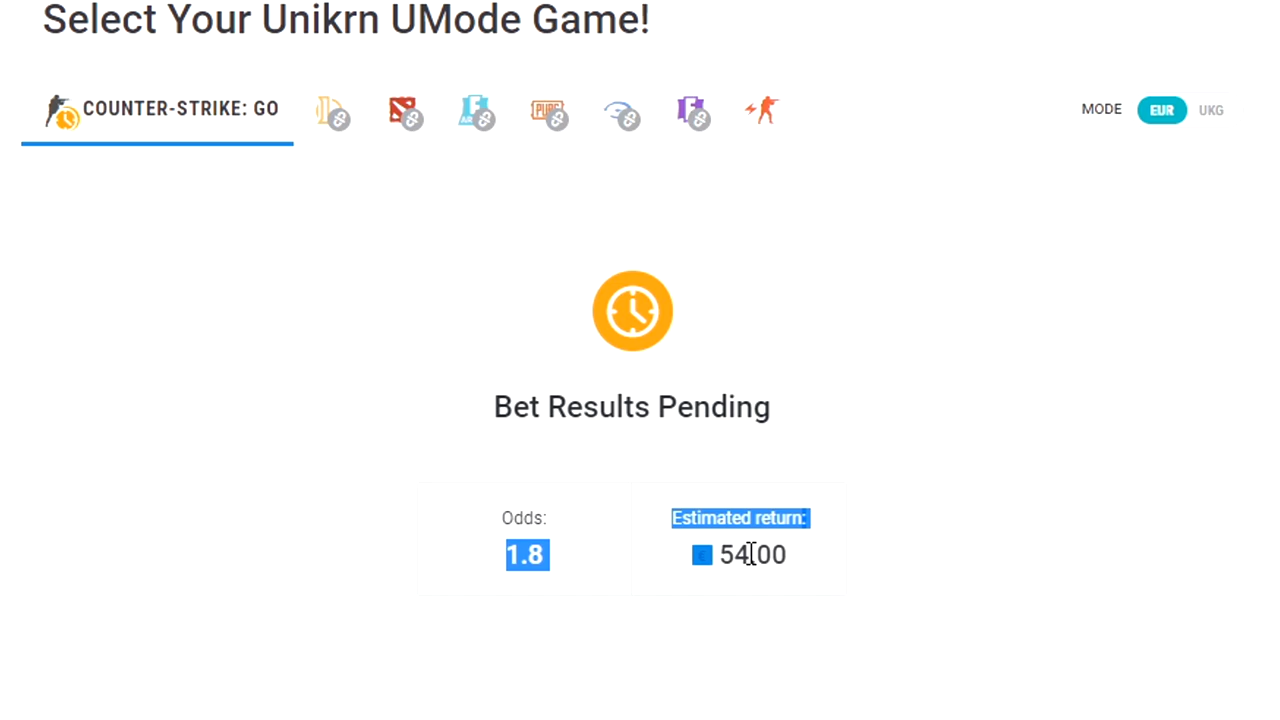 Select Your Unikrn UMode Game!
COUNTER-STRIKE: GO
PUBG
MODE EUR UKG
Bet Results Pending
Odds:
1.8
Estimated return:
54.00